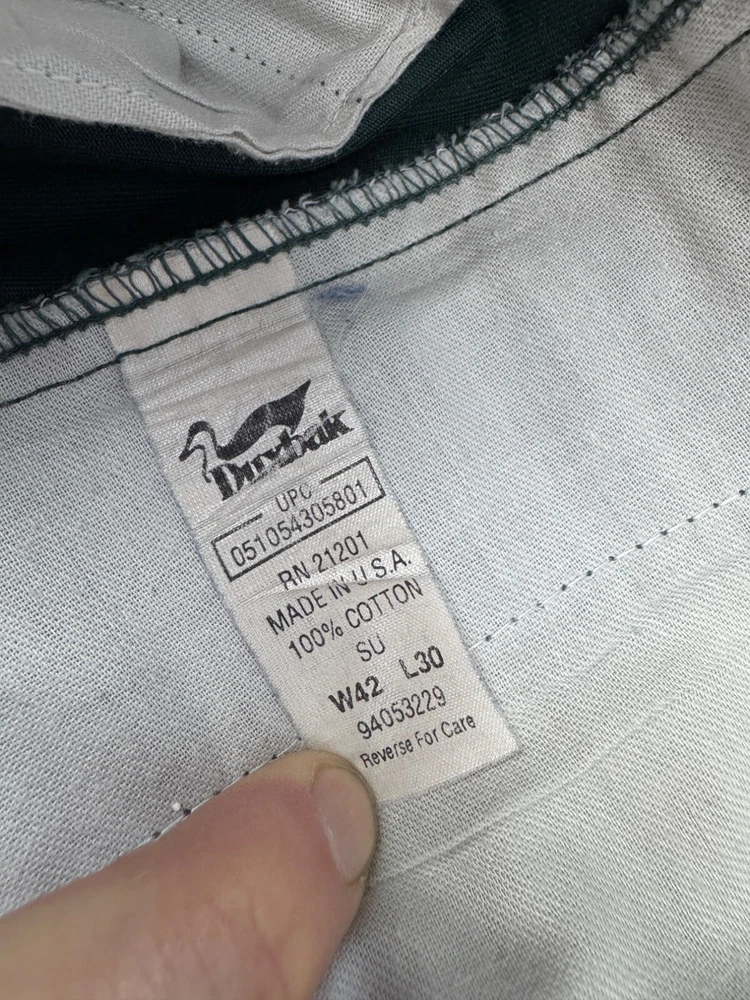 Duxbak
UPC
051054305801
RN 21201
MADE IN U.S.A.
100% COTTON
SU
W42 L30
94053229
Reverse For Care